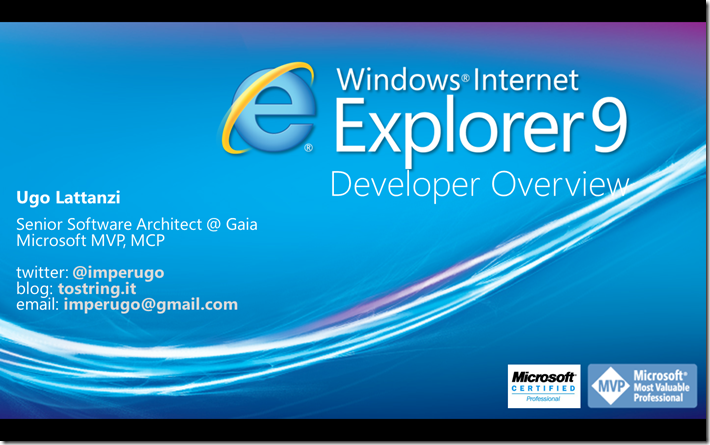 Windows® Internet
Explorer 9
®
Developer Overview
Ugo Lattanzi
Senior Software Architect @ Gaia
Microsoft MVP, MCP
twitter: @imperugo
blog: tostring.it
email: imperugo@gmail.com
Microsoft
CERTIFIED
Professional
MVP
Microsoft®
Most Valuable
Professional